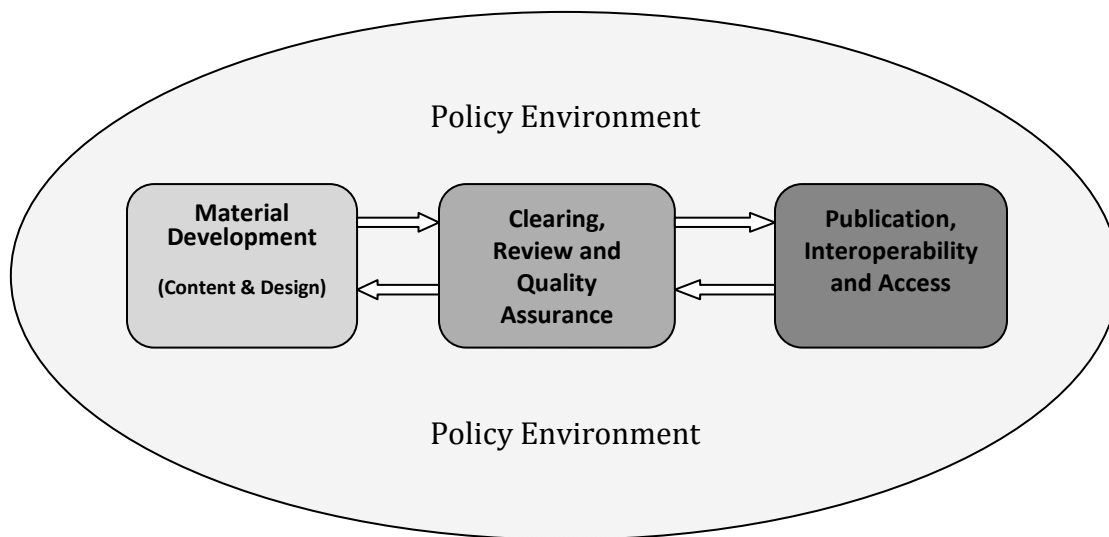 Policy Environment
Material
Development
(Content & Design)
Clearing,
Review and
Quality
Assurance
Publication,
Interoperability
and Access
Policy Environment